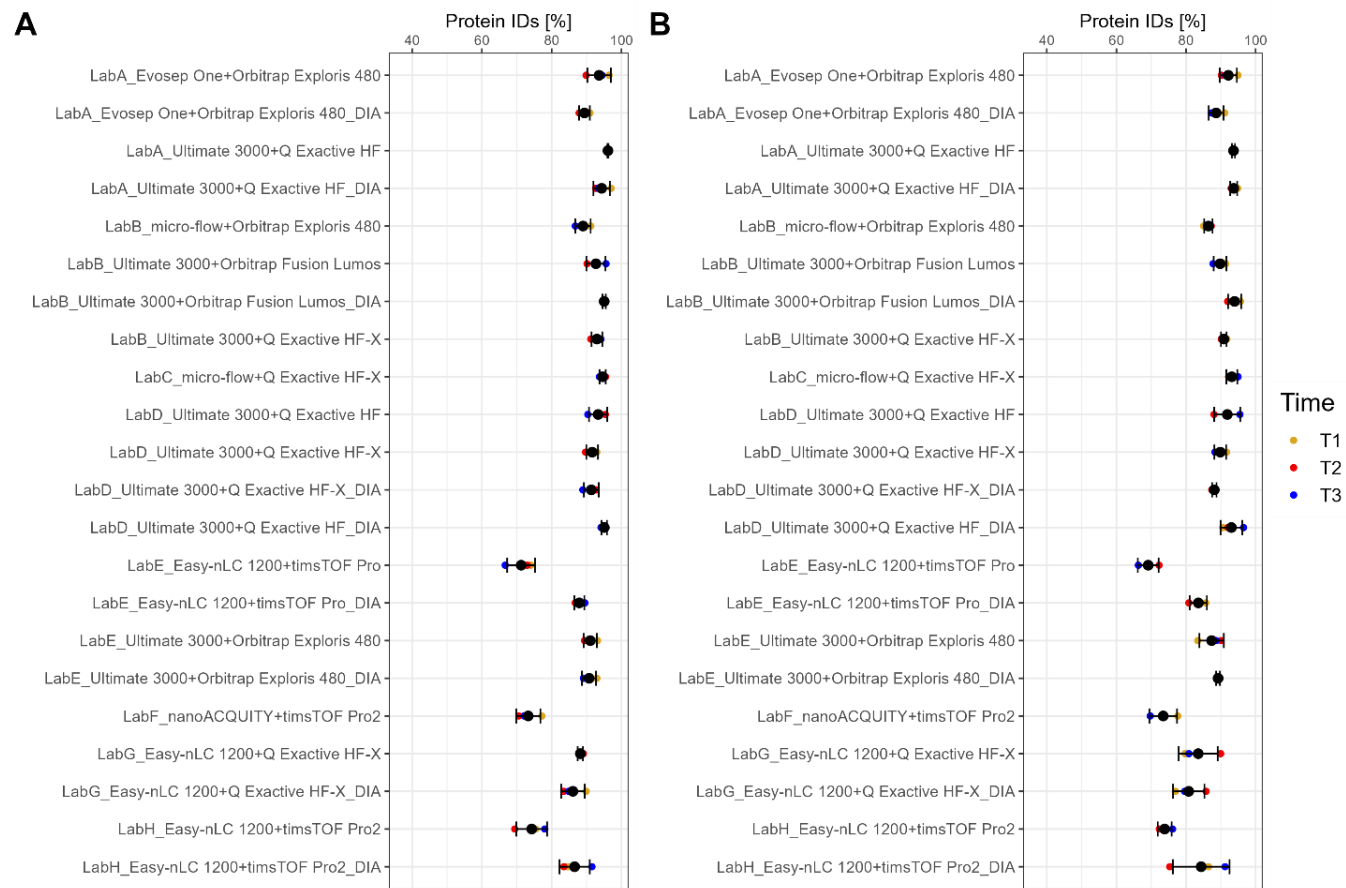 A
Protein IDs [%]
40 60 80 100
LabA_Evosep One+Orbitrap Exploris 480
LabA_Evosep One+Orbitrap Exploris 480_DIA
LabA_Ultimate 3000+Q Exactive HF
LabA_Ultimate 3000+Q Exactive HF_DIA
LabB_micro-flow+Orbitrap Exploris 480
LabB_Ultimate 3000+Orbitrap Fusion Lumos
LabB_Ultimate 3000+Orbitrap Fusion Lumos_DIA
LabB_Ultimate 3000+Q Exactive HF-X
LabC_micro-flow+Q Exactive HF-X
LabD_Ultimate 3000+Q Exactive HF
LabD_Ultimate 3000+Q Exactive HF-X
LabD_Ultimate 3000+Q Exactive HF-X_DIA
LabD_Ultimate 3000+Q Exactive HF_DIA
LabE_Easy-nLC 1200+timsTOF Pro
LabE_Easy-nLC 1200+timsTOF Pro_DIA
LabE_Ultimate 3000+Orbitrap Exploris 480
LabE_Ultimate 3000+Orbitrap Exploris 480_DIA
LabF_nanoACQUITY+timsTOF Pro2
LabG_Easy-nLC 1200+Q Exactive HF-X
LabG_Easy-nLC 1200+Q Exactive HF-X_DIA
LabH_Easy-nLC 1200+timsTOF Pro2
LabH_Easy-nLC 1200+timsTOF Pro2_DIA
B
Protein IDs [%]
40 60 80 100
LabA_Evosep One+Orbitrap Exploris 480
LabA_Evosep One+Orbitrap Exploris 480_DIA
LabA_Ultimate 3000+Q Exactive HF
LabA_Ultimate 3000+Q Exactive HF_DIA
LabB_micro-flow+Orbitrap Exploris 480
LabB_Ultimate 3000+Orbitrap Fusion Lumos
LabB_Ultimate 3000+Orbitrap Fusion Lumos_DIA
LabB_Ultimate 3000+Q Exactive HF-X
LabC_micro-flow+Q Exactive HF-X
LabD_Ultimate 3000+Q Exactive HF
LabD_Ultimate 3000+Q Exactive HF-X
LabD_Ultimate 3000+Q Exactive HF-X_DIA
LabD_Ultimate 3000+Q Exactive HF_DIA
LabE_Easy-nLC 1200+timsTOF Pro
LabE_Easy-nLC 1200+timsTOF Pro_DIA
LabE_Ultimate 3000+Orbitrap Exploris 480
LabE_Ultimate 3000+Orbitrap Exploris 480_DIA
LabF_nanoACQUITY+timsTOF Pro2
LabG_Easy-nLC 1200+Q Exactive HF-X
LabG_Easy-nLC 1200+Q Exactive HF-X_DIA
LabH_Easy-nLC 1200+timsTOF Pro2
LabH_Easy-nLC 1200+timsTOF Pro2_DIA
Time
T1
T2
T3